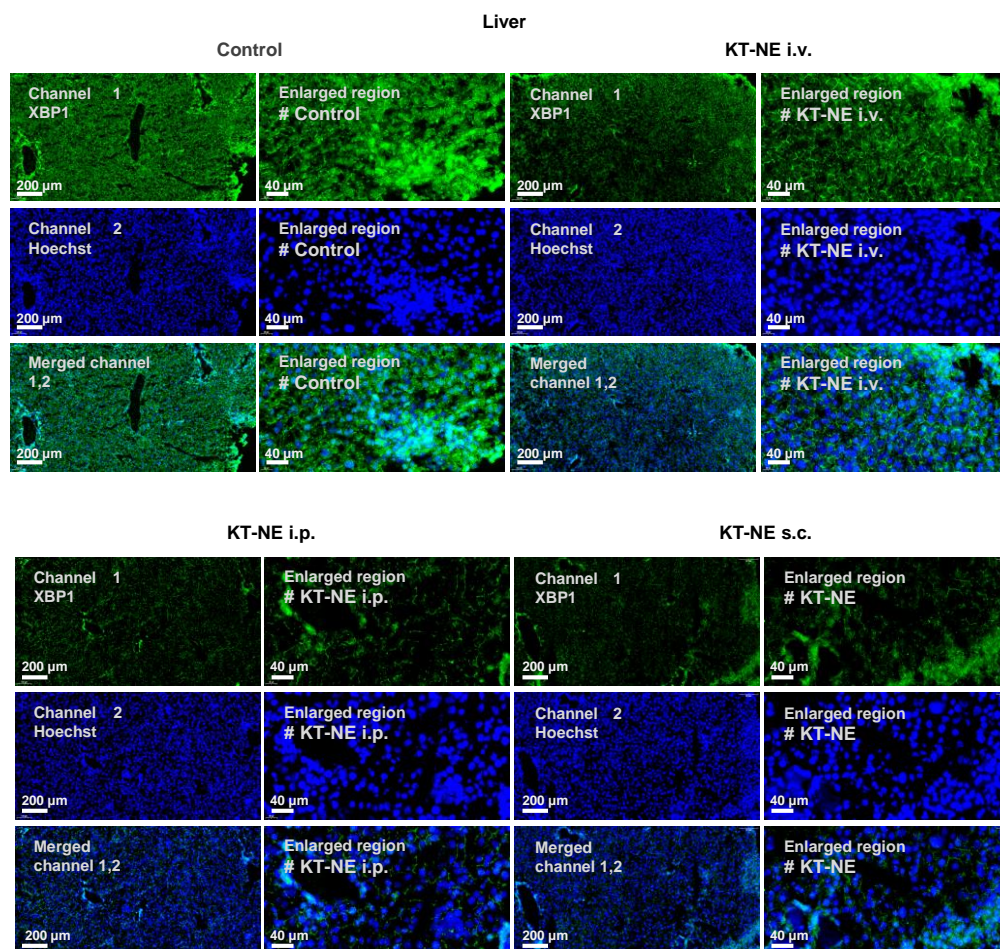 Liver
Control
KT-NE i.v.
Channel 1
XBP1
200 µm
Enlarged region
# Control
40 µm
Channel 1
XBP1
200 µm
Enlarged region
# KT-NE i.v.
40 µm
Channel 2
Hoechst
200 µm
Enlarged region
# Control
40 µm
Channel 2
Hoechst
200 µm
Enlarged region
# KT-NE i.v.
40 µm
Merged channel
1,2
200 µm
Enlarged region
# Control
40 µm
Merged
channel 1,2
200 µm
Enlarged region
# KT-NE i.v.
40 µm
KT-NE i.p.
KT-NE s.c.
Channel 1
XBP1
200 µm
Enlarged region
# KT-NE i.p.
40 µm
Channel 1
XBP1
200 µm
Enlarged region
# KT-NE
40 µm
Channel 2
Hoechst
200 µm
Enlarged region
# KT-NE i.p.
40 µm
Channel 2
Hoechst
200 µm
Enlarged region
# KT-NE
40 µm
Merged
channel 1,2
200 µm
Enlarged region
# KT-NE i.p.
40 µm
Merged
channel 1,2
200 µm
Enlarged region
# KT-NE
40 µm